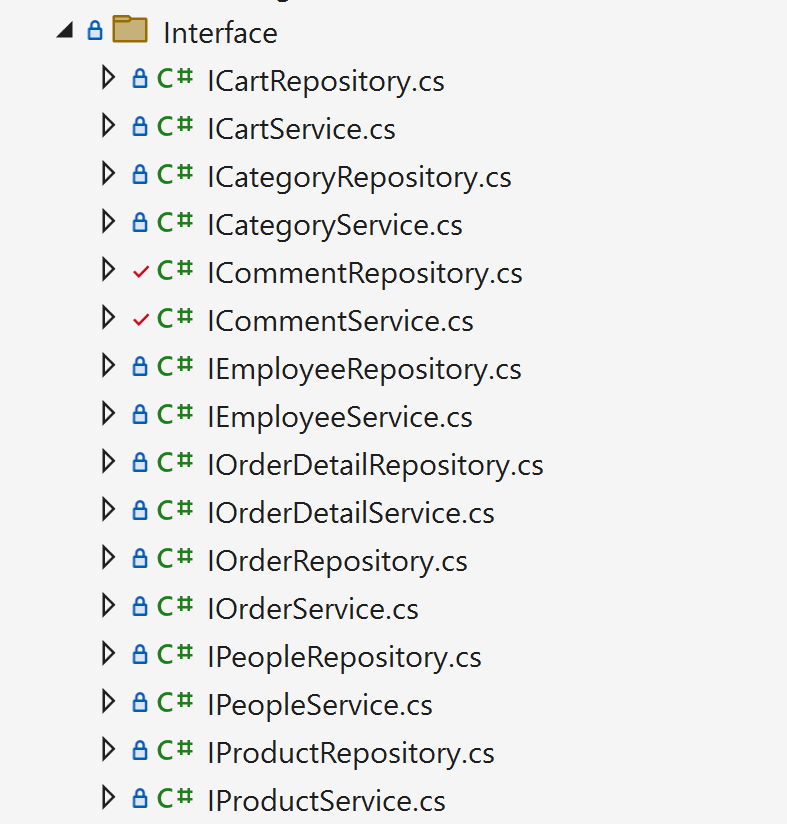 Interface
C# ICartRepository.cs
C# ICartService.cs
C# ICategoryRepository.cs
C# ICategoryService.cs
C# ICommentRepository.cs
C# ICommentService.cs
C# IEmployeeRepository.cs
C# IEmployeeService.cs
C# IOrderDetailRepository.cs
C# IOrderDetailService.cs
C# IOrderRepository.cs
C# IOrderService.cs
C# IPeopleRepository.cs
C# IPeopleService.cs
C# IProductRepository.cs
C# IProductService.cs